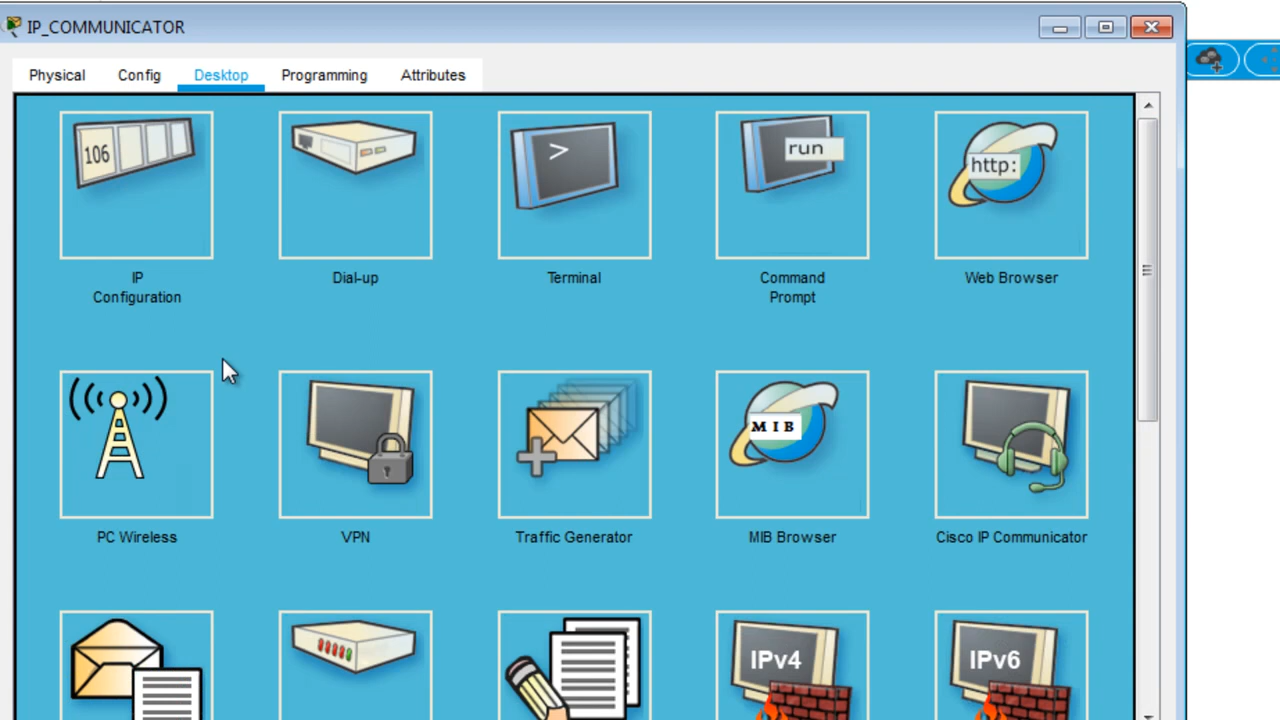 IP_COMMUNICATOR
Physical Config Desktop Programming Attributes
106
>
run
http:
IP
Configuration
Dial-up
Terminal
Command
Prompt
Web Browser
MIB
PC Wireless
VPN
Traffic Generator
MIB Browser
Cisco IP Communicator
IPv4
IPv6